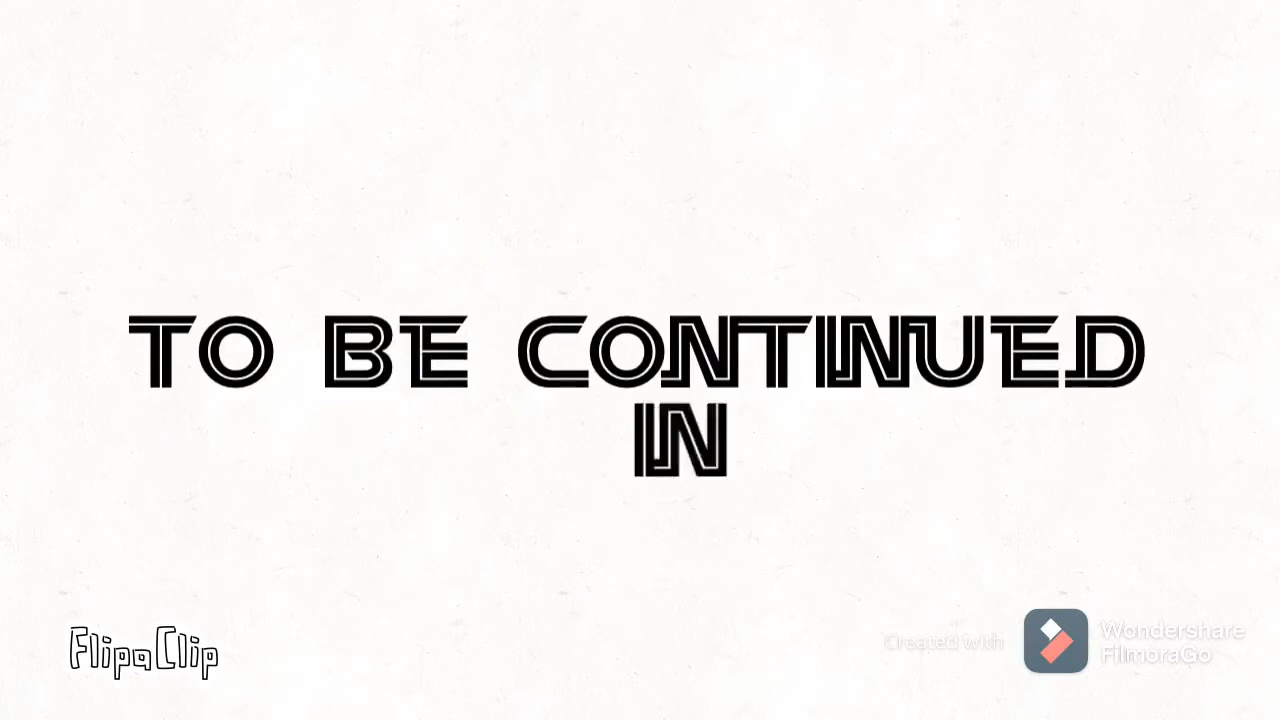 TO BE CONTINUED
IN
FlipaClip
Created with
Wondershare
FilmoraGo